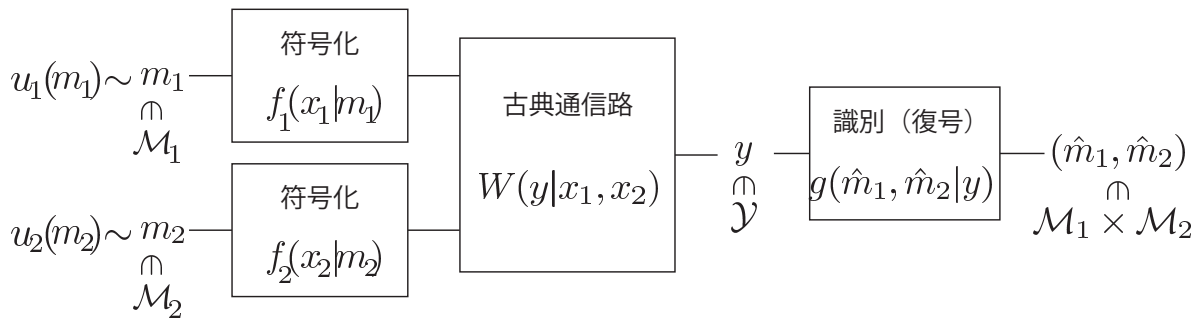 u₁(m₁)∼ m₁
∈
ℳ₁
符号化
f₁(x₁|m₁)
u₂(m₂)∼ m₂
∈
ℳ₂
符号化
f₂(x₂|m₂)
古典通信路
W(y|x₁, x₂)
y
∈
𝒴
識別（復号）
g(m̂₁, m̂₂|y)
(m̂₁, m̂₂)
∈
ℳ₁ × ℳ₂